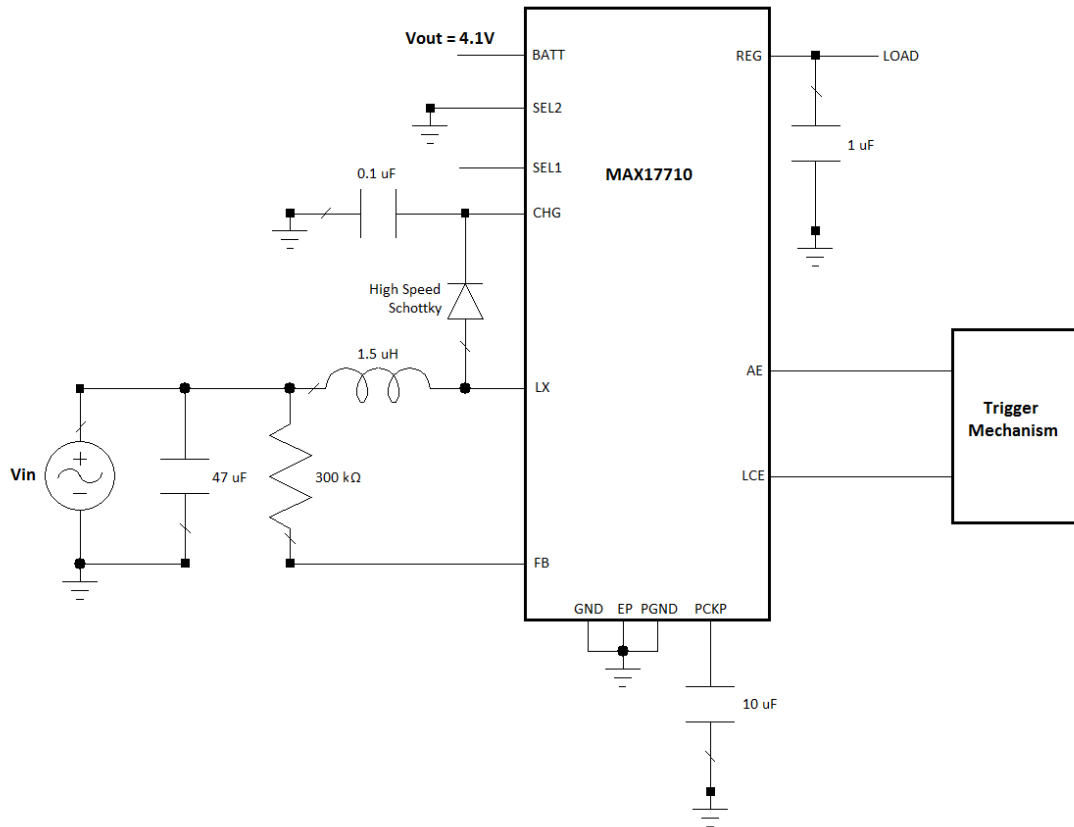 Vout = 4.1V
BATT
REG
LOAD
SEL2
1 uF
SEL1
0.1 uF
MAX17710
CHG
High Speed
Schottky
1.5 uH
LX
AE
Trigger
Mechanism
Vin
+
−
47 uF
300 kΩ
LCE
FB
GND
EP
PGND
PCKP
10 uF